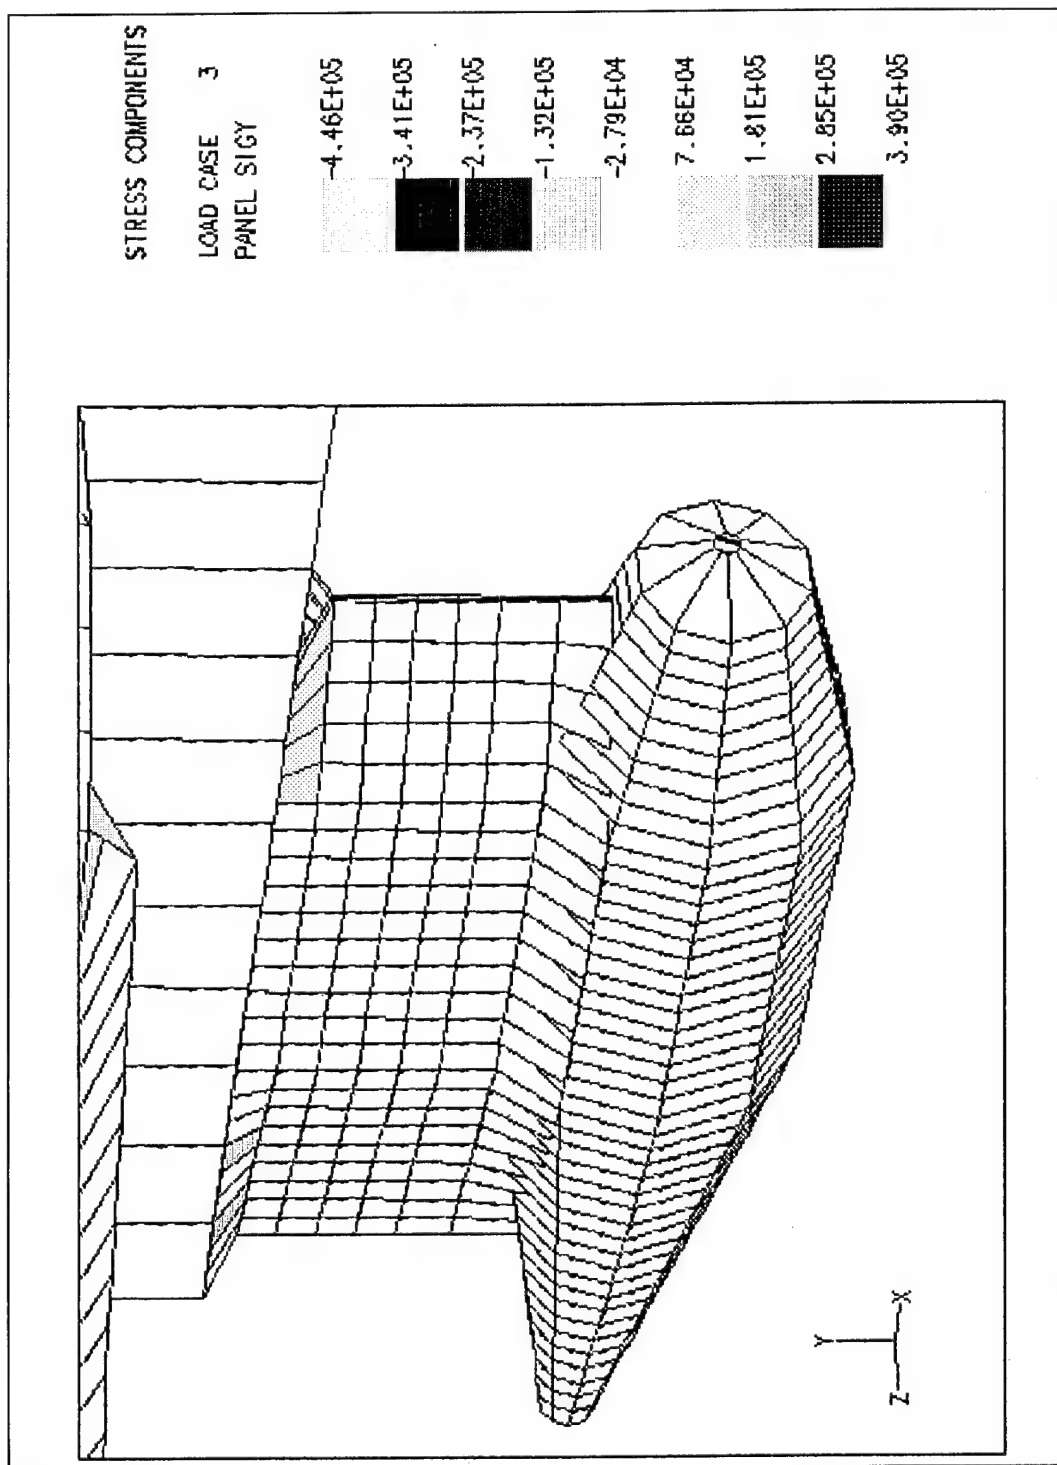 STRESS COMPONENTS
LOAD CASE 3
PANEL SIGY
-4.46E+05
-3.41E+05
-2.37E+05
-1.32E+05
-2.79E+04
7.66E+04
1.81E+05
2.85E+05
3.90E+05
Y
Z
X